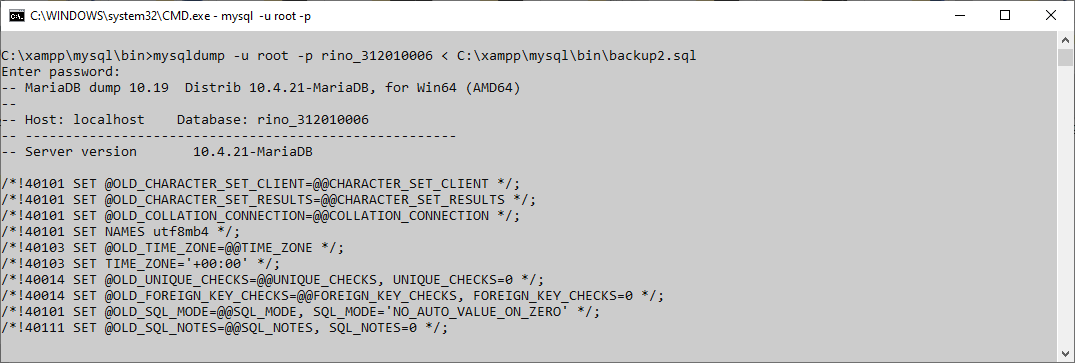 C:\WINDOWS\system32\CMD.exe - mysql  -u root -p
C:\xampp\mysql\bin>mysqldump -u root -p rino_312010006 < C:\xampp\mysql\bin\backup2.sql
Enter password:
-- MariaDB dump 10.19  Distrib 10.4.21-MariaDB, for Win64 (AMD64)
--
-- Host: localhost    Database: rino_312010006
-- ------------------------------------------------------
-- Server version       10.4.21-MariaDB
/*!40101 SET @OLD_CHARACTER_SET_CLIENT=@@CHARACTER_SET_CLIENT */;
/*!40101 SET @OLD_CHARACTER_SET_RESULTS=@@CHARACTER_SET_RESULTS */;
/*!40101 SET @OLD_COLLATION_CONNECTION=@@COLLATION_CONNECTION */;
/*!40101 SET NAMES utf8mb4 */;
/*!40103 SET @OLD_TIME_ZONE=@@TIME_ZONE */;
/*!40103 SET TIME_ZONE='+00:00' */;
/*!40014 SET @OLD_UNIQUE_CHECKS=@@UNIQUE_CHECKS, UNIQUE_CHECKS=0 */;
/*!40014 SET @OLD_FOREIGN_KEY_CHECKS=@@FOREIGN_KEY_CHECKS, FOREIGN_KEY_CHECKS=0 */;
/*!40101 SET @OLD_SQL_MODE=@@SQL_MODE, SQL_MODE='NO_AUTO_VALUE_ON_ZERO' */;
/*!40111 SET @OLD_SQL_NOTES=@@SQL_NOTES, SQL_NOTES=0 */;